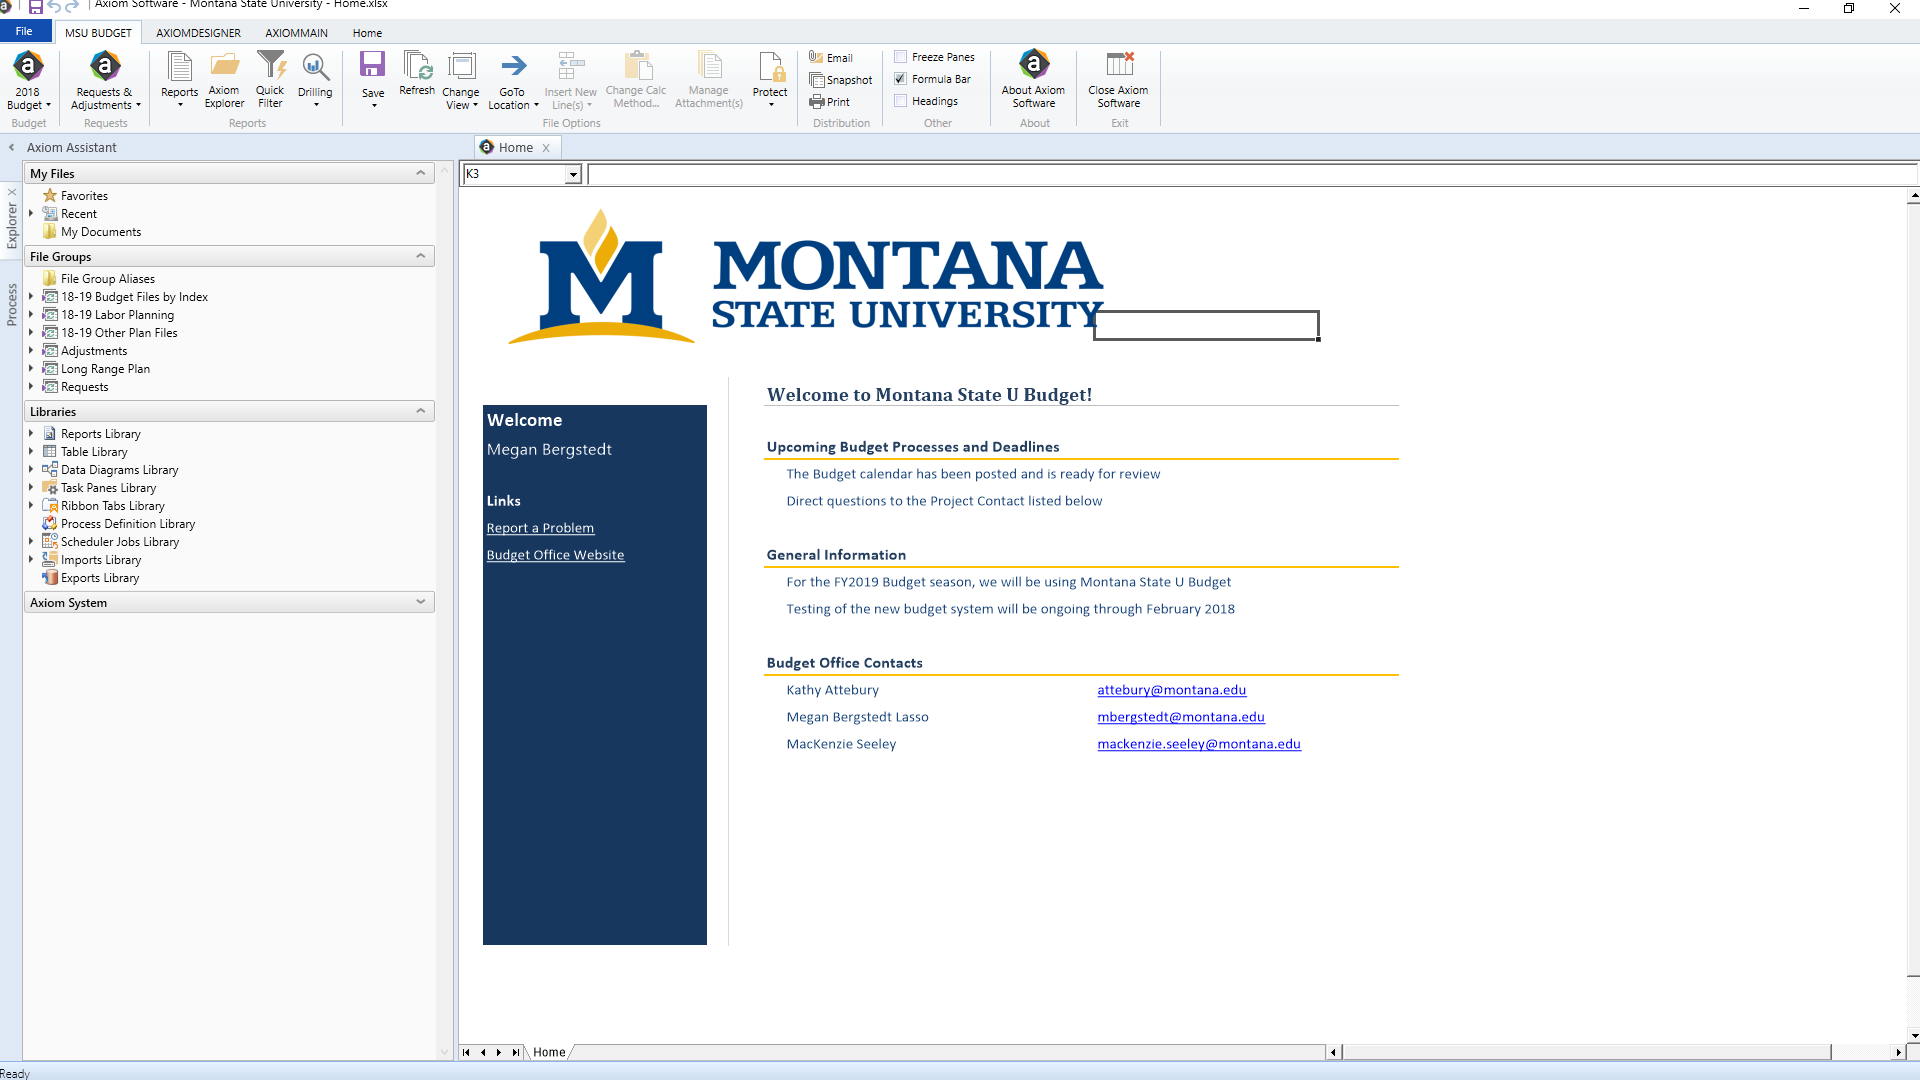 Axiom Software - Montana State University - Home.xlsx
File
MSU BUDGET
AXIOMDESIGNER
AXIOMMAIN
Home
2018 Budget
Requests & Adjustments
Reports
Axiom Explorer
Quick Filter
Drilling
Save
Refresh
Change View
GoTo Location
Insert New Line(s)
Change Calc Method...
Manage Attachment(s)
Protect
Email
Snapshot
Print
Freeze Panes
Formula Bar
Headings
About Axiom Software
Close Axiom Software
Budget
Requests
Reports
File Options
Distribution
Other
About
Exit
Axiom Assistant
Home
Explorer
Process
My Files
Favorites
Recent
My Documents
File Groups
File Group Aliases
18-19 Budget Files by Index
18-19 Labor Planning
18-19 Other Plan Files
Adjustments
Long Range Plan
Requests
Libraries
Reports Library
Table Library
Data Diagrams Library
Task Panes Library
Ribbon Tabs Library
Process Definition Library
Scheduler Jobs Library
Imports Library
Exports Library
Axiom System
K3
M
MONTANA
STATE UNIVERSITY
Welcome
Megan Bergstedt
Links
Report a Problem
Budget Office Website
Welcome to Montana State U Budget!
Upcoming Budget Processes and Deadlines
The Budget calendar has been posted and is ready for review
Direct questions to the Project Contact listed below
General Information
For the FY2019 Budget season, we will be using Montana State U Budget
Testing of the new budget system will be ongoing through February 2018
Budget Office Contacts
Kathy Attebury attebury@montana.edu
Megan Bergstedt Lasso mbergstedt@montana.edu
MacKenzie Seeley mackenzie.seeley@montana.edu
Home
Ready